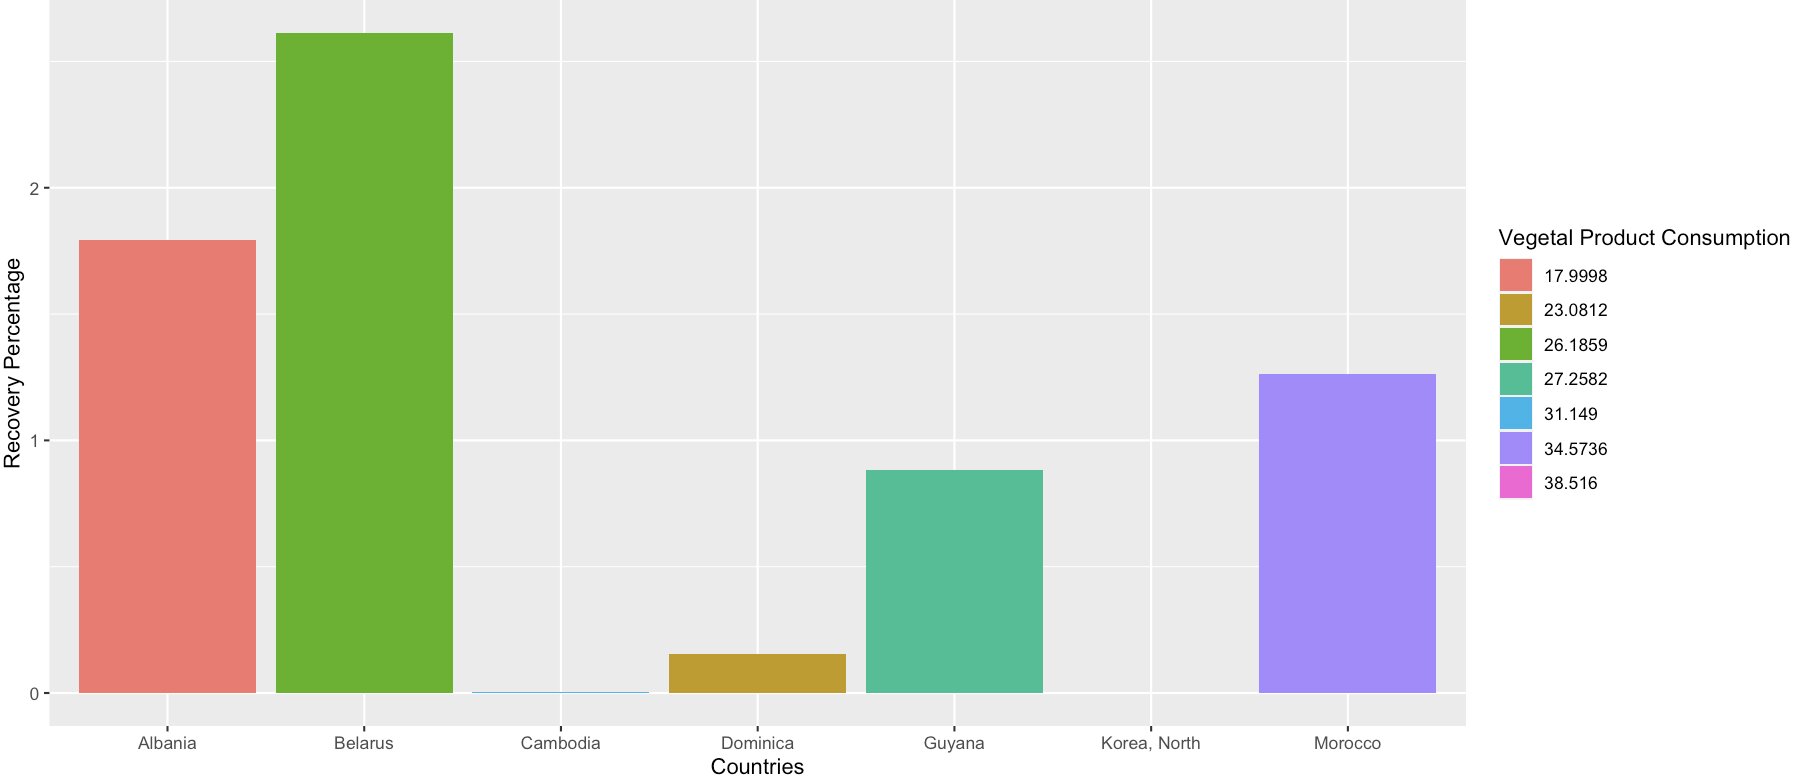 Recovery Percentage
2
1
0
Albania
Belarus
Cambodia
Dominica
Guyana
Korea, North
Morocco
Countries
Vegetal Product Consumption
17.9998
23.0812
26.1859
27.2582
31.149
34.5736
38.516